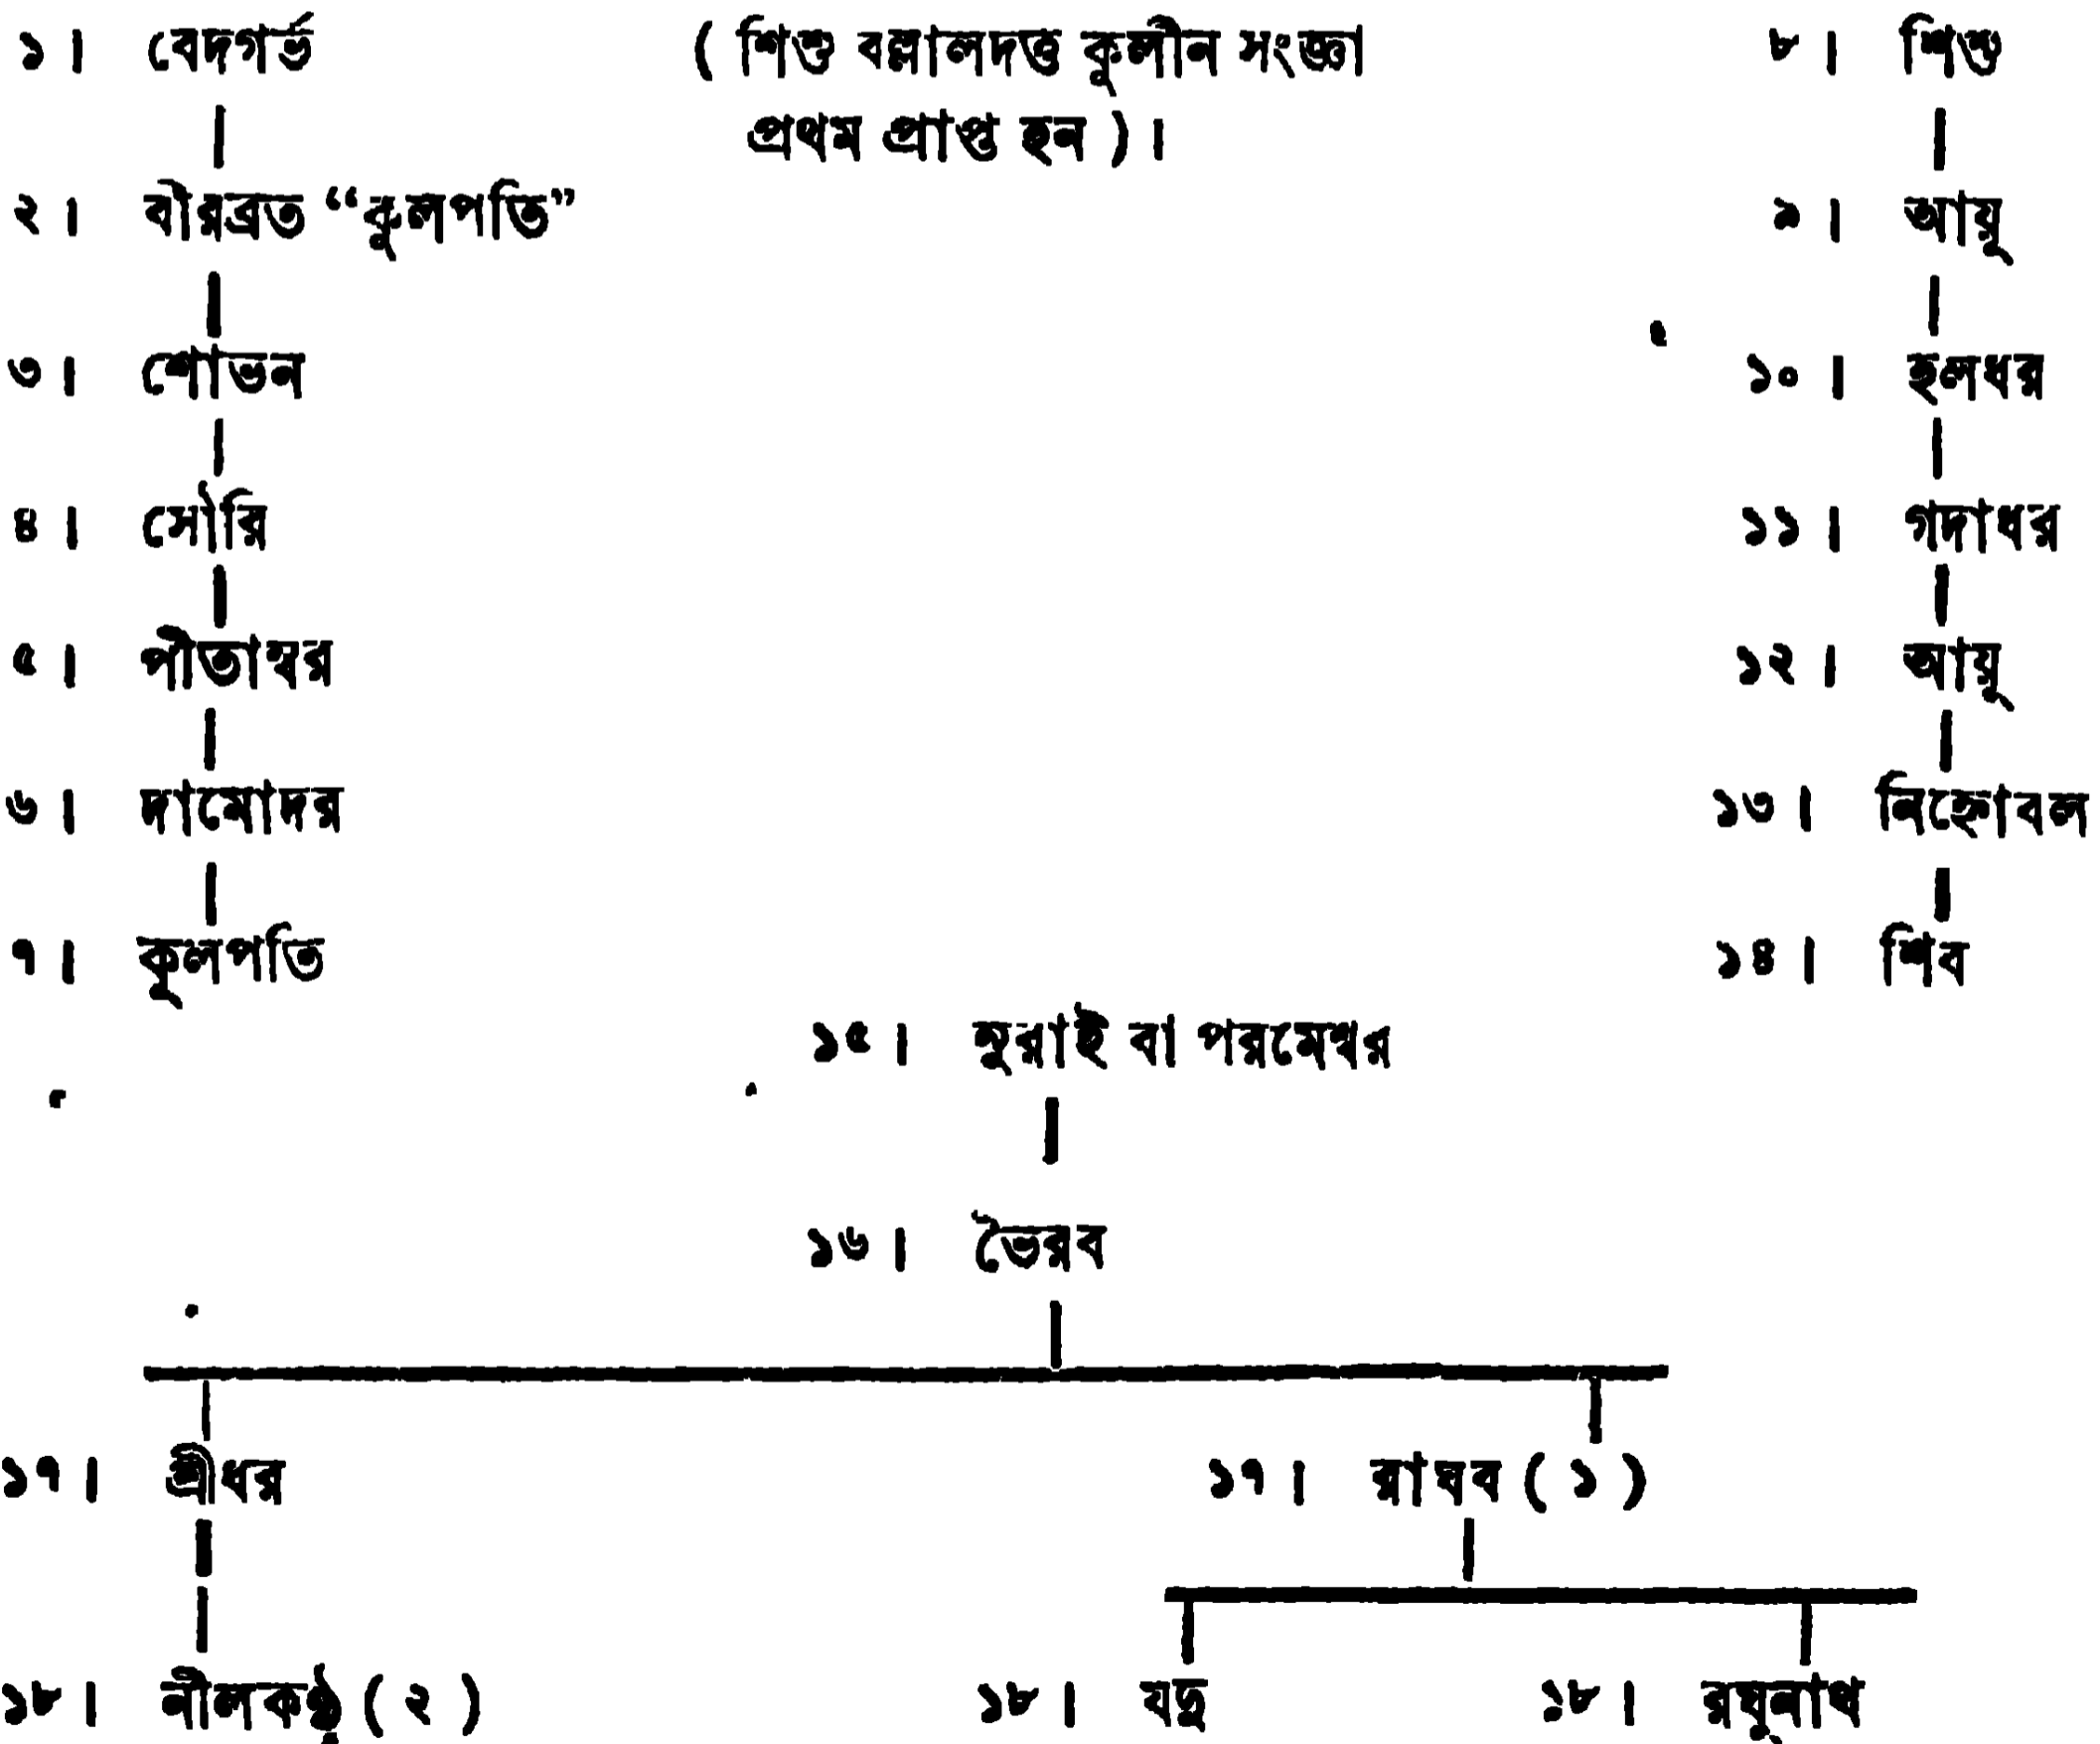 ১। বেদগর্ভ
( শিশু বল্লালদত্ত কুলীন সংজ্ঞা
প্রথম প্রাপ্ত হন )।
২। বীরব্রত “কুলপতি”
৩। শোভন
৪। সৌরি
৫। পীতাম্বর
৬। দামোদর
৭। কুলপতি
৮। শিশু
৯। আয়ূ
১০। হলধর
১১। গদাধর
১২। আয়ূ
১৩।
১৪। শিব
১৫। মুরাই বা পরমেশ্বর
১৬। ভৈরব
১৭। শ্রীধর
১৭। রাঘব ( ১ )
১৮। নীলকণ্ঠ ( ২ )
১৮। যদু
১৮। রঘুনাথ